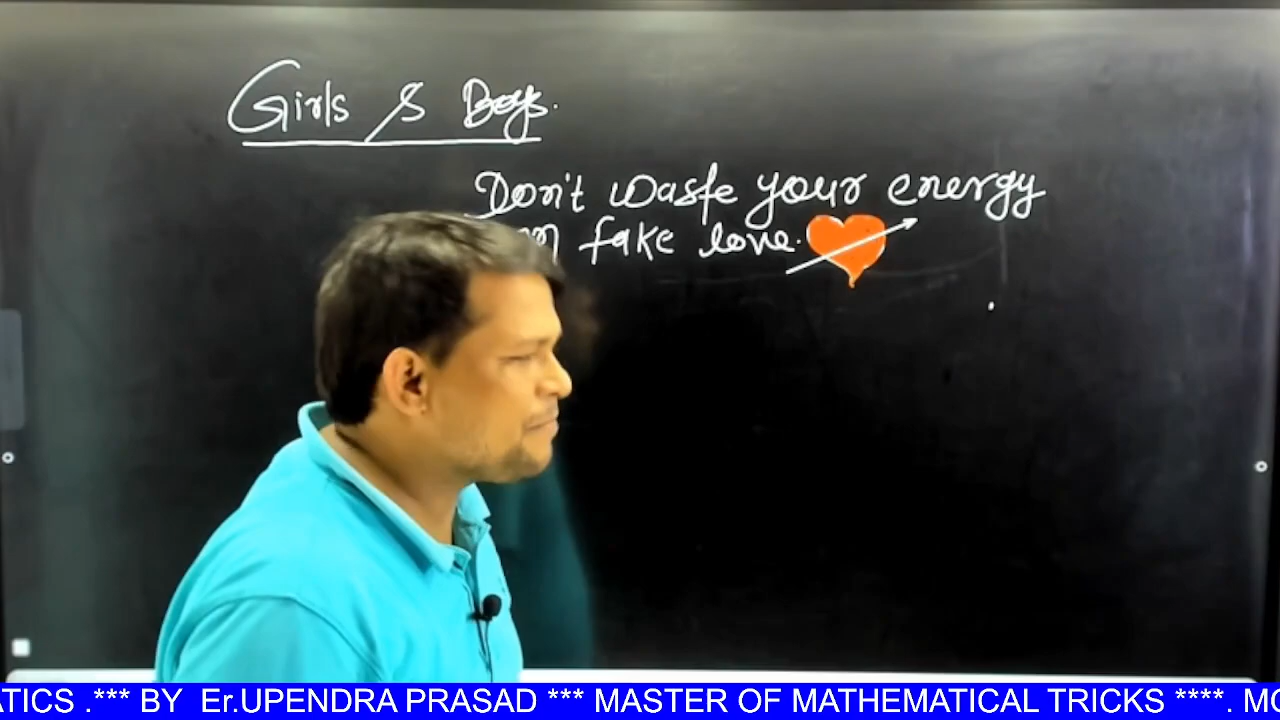 Girls & Boys.
Don't waste your energy
fake love.
ATICS .*** BY Er.UPENDRA PRASAD *** MASTER OF MATHEMATICAL TRICKS ****. MO